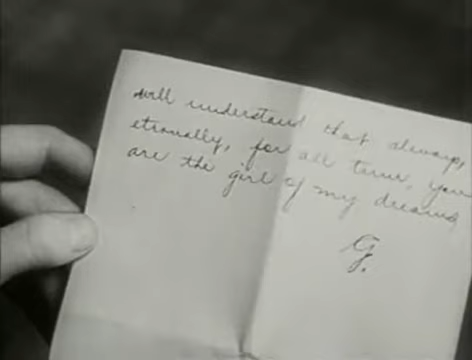 will understand that always,
eternally, for all time, you
are the girl of my dreams
G.